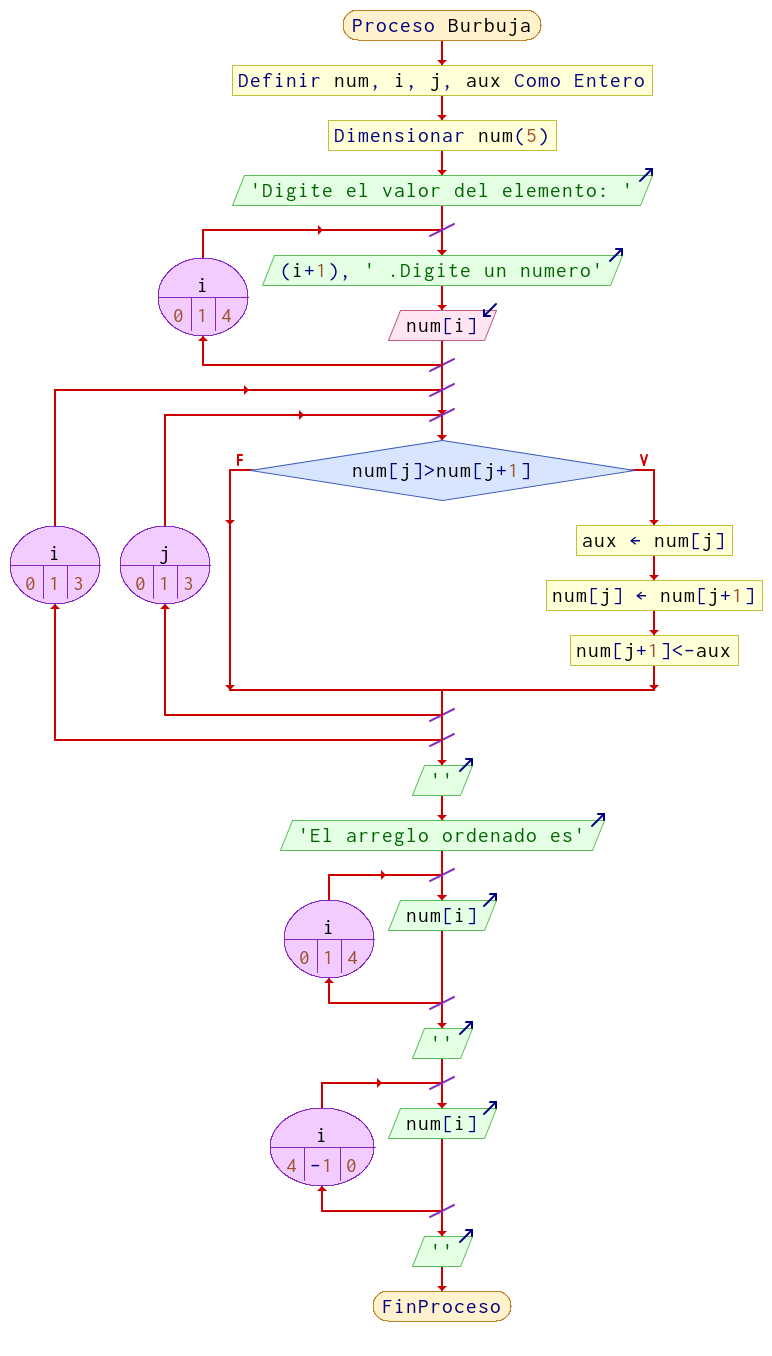 Proceso Burbuja
Definir num, i, j, aux Como Entero
Dimensionar num(5)
'Digite el valor del elemento: '
(i+1), ' .Digite un numero'
i
0 1 4
num[i]
F
V
num[j]>num[j+1]
aux ← num[j]
i
0 1 3
j
0 1 3
num[j] ← num[j+1]
num[j+1]<-aux
''
'El arreglo ordenado es'
num[i]
i
0 1 4
''
num[i]
i
4 -1 0
''
FinProceso